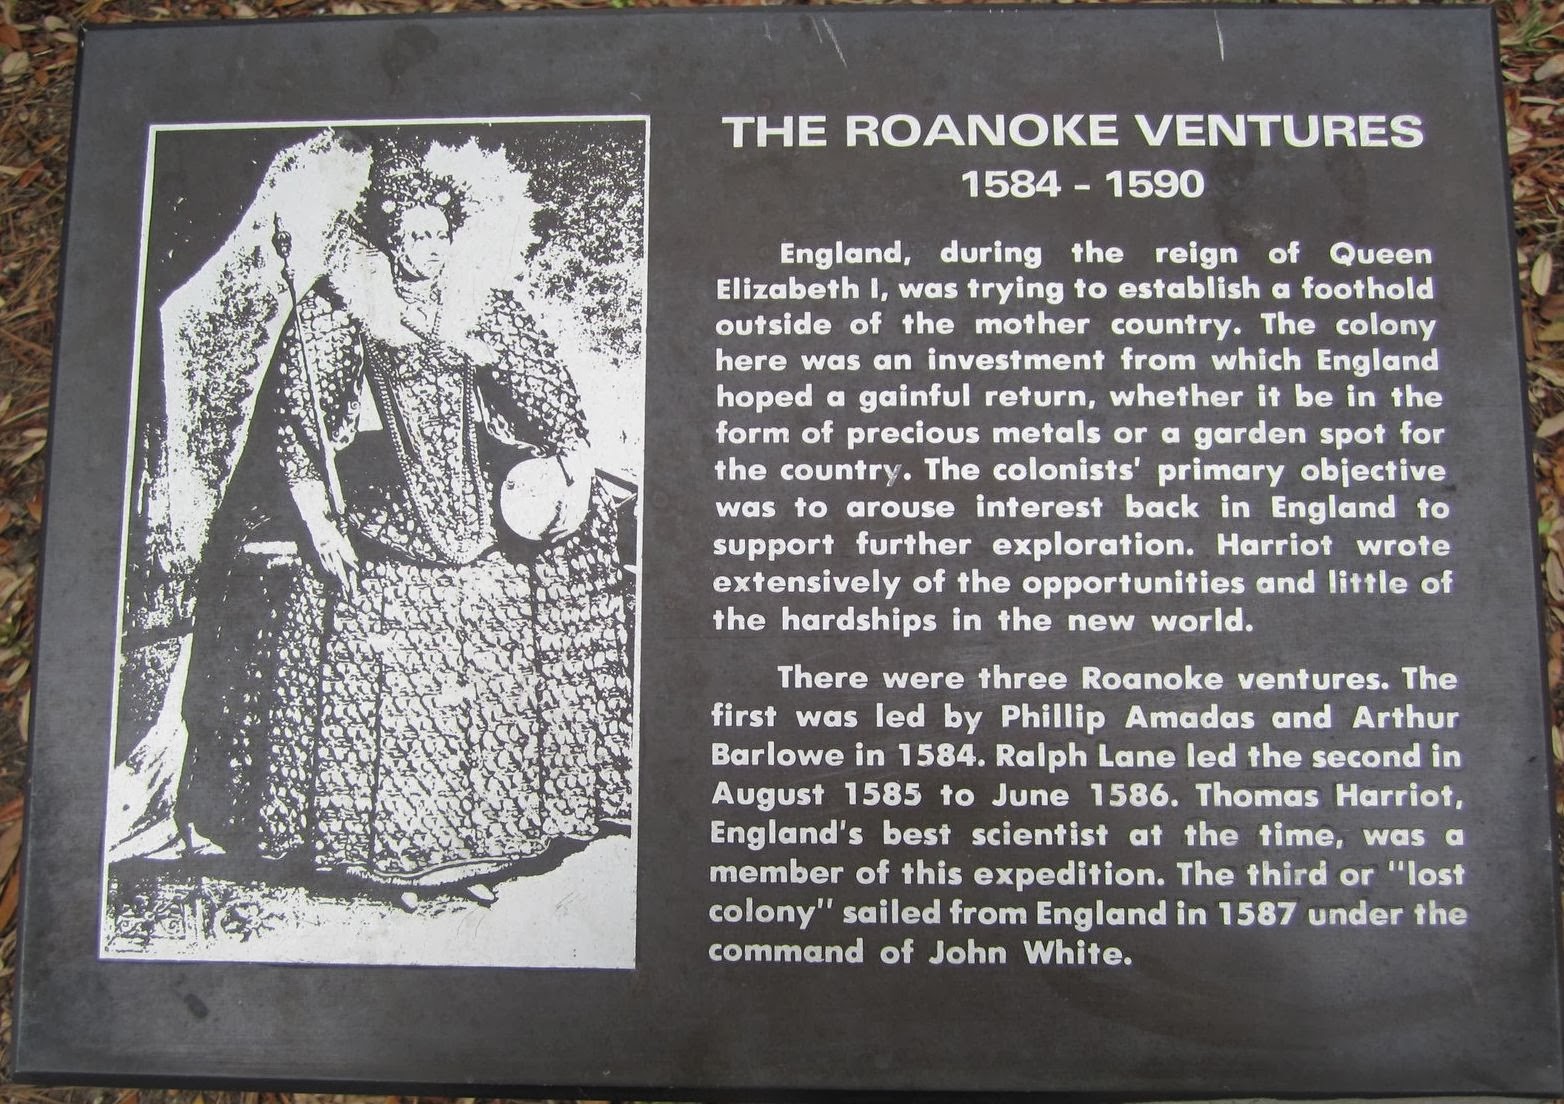 THE ROANOKE VENTURES
1584 - 1590
England, during the reign of Queen
Elizabeth I, was trying to establish a foothold
outside of the mother country. The colony
here was an investment from which England
hoped a gainful return, whether it be in the
form of precious metals or a garden spot for
the country. The colonists' primary objective
was to arouse interest back in England to
support further exploration. Harriot wrote
extensively of the opportunities and little of
the hardships in the new world.
There were three Roanoke ventures. The
first was led by Phillip Amadas and Arthur
Barlowe in 1584. Ralph Lane led the second in
August 1585 to June 1586. Thomas Harriot,
England's best scientist at the time, was a
member of this expedition. The third or "lost
colony" sailed from England in 1587 under the
command of John White.